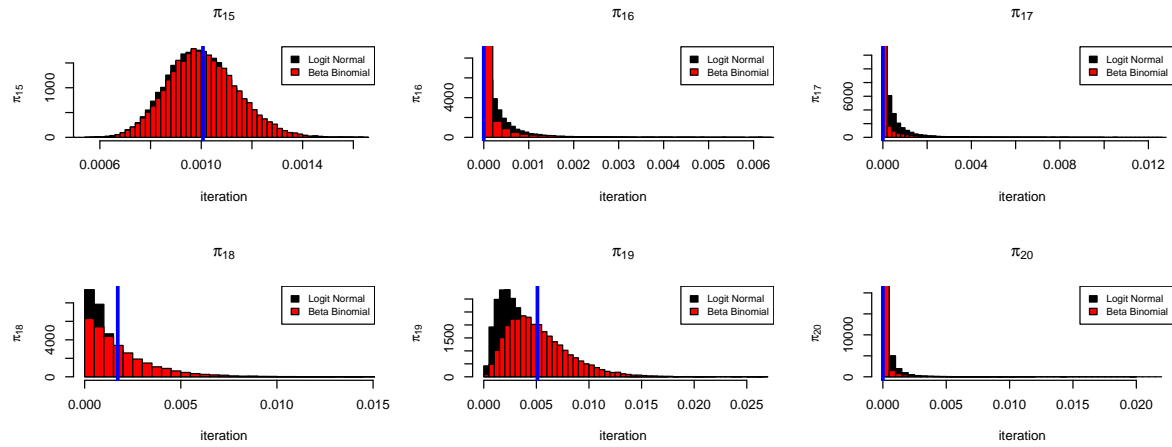 π15
π15
0
1000
0.0006
0.0010
0.0014
iteration
Logit Normal
Beta Binomial
π16
π16
0
4000
0.000
0.001
0.002
0.003
0.004
0.005
0.006
iteration
Logit Normal
Beta Binomial
π17
π17
0
6000
0.000
0.004
0.008
0.012
iteration
Logit Normal
Beta Binomial
π18
π18
0
4000
0.000
0.005
0.010
0.015
iteration
Logit Normal
Beta Binomial
π19
π19
0
1500
0.000
0.005
0.010
0.015
0.020
0.025
iteration
Logit Normal
Beta Binomial
π20
π20
0
10000
0.000
0.005
0.010
0.015
0.020
iteration
Logit Normal
Beta Binomial